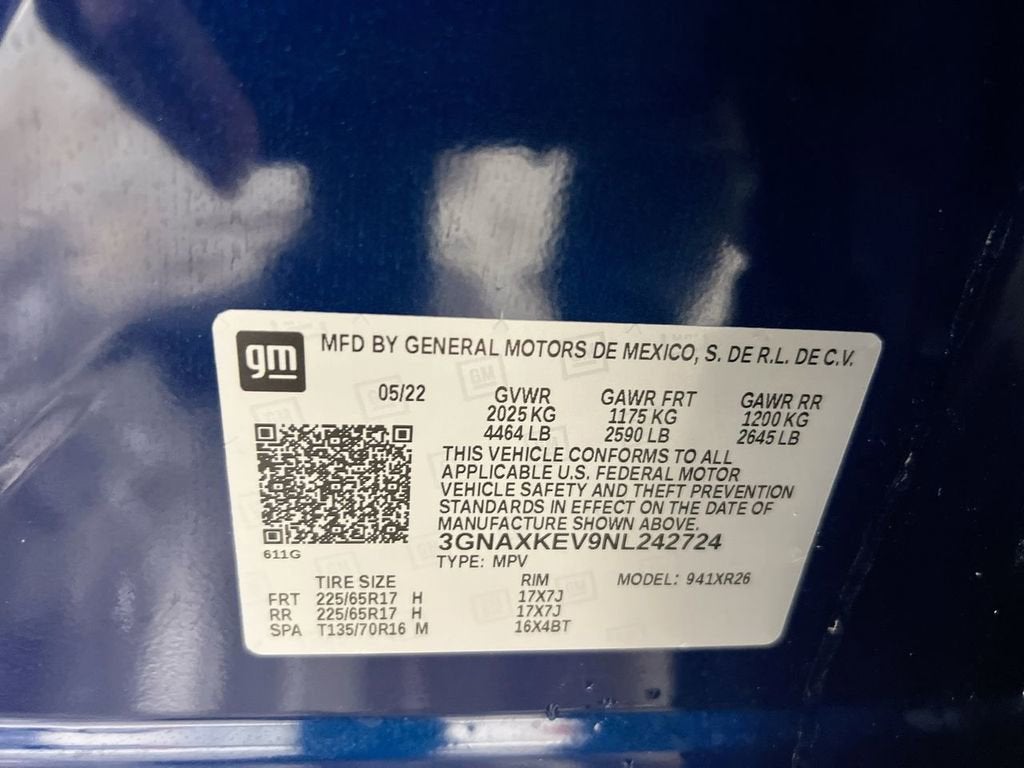 gm MFD BY GENERAL MOTORS DE MEXICO, S. DE R.L. DE C.V.
05/22 GVWR GAWR FRT GAWR RR
2025 KG 1175 KG 1200 KG
4464 LB 2590 LB 2645 LB
THIS VEHICLE CONFORMS TO ALL
APPLICABLE U.S. FEDERAL MOTOR
VEHICLE SAFETY AND THEFT PREVENTION
STANDARDS IN EFFECT ON THE DATE OF
MANUFACTURE SHOWN ABOVE.
3GNAXKEV9NL242724
611G
TYPE: MPV
TIRE SIZE RIM MODEL: 941XR26
FRT 225/65R17 H 17X7J
RR 225/65R17 H 17X7J
SPA T135/70R16 M 16X4BT